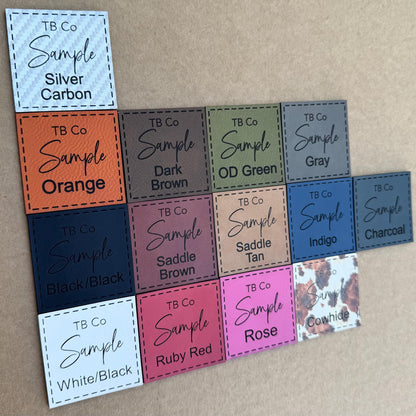 TB Co
Sample
Silver
Carbon
TB Co
Sample
Orange
TB Co
Sample
Dark
Brown
TB Co
Sample
OD Green
TB Co
Sample
Gray
TB Co
Sample
Black/Black
TB Co
Sample
Saddle
Brown
TB Co
Sample
Saddle
Tan
TB Co
Sample
Indigo
TB Co
Sample
Charcoal
TB Co
Sample
White/Black
TB Co
Sample
Ruby Red
TB Co
Sample
Rose
Sample
Cowhide